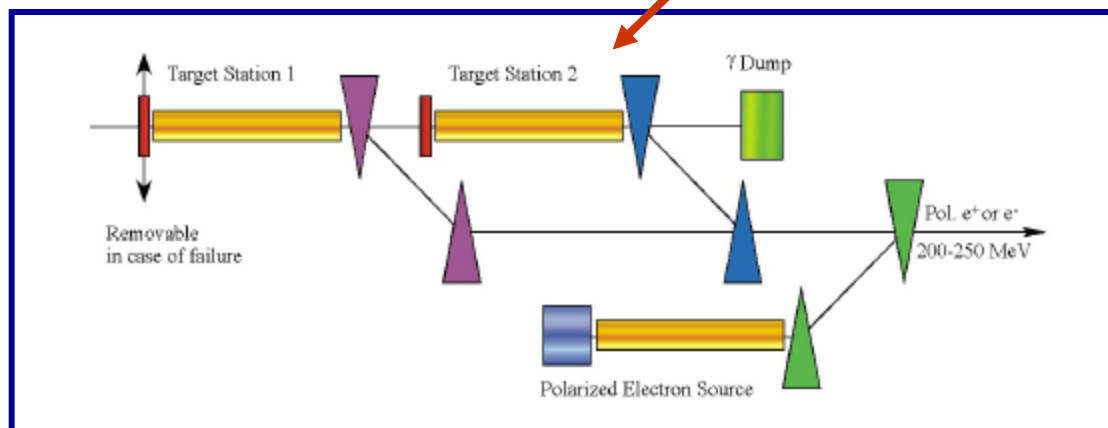 Target Station 1
Target Station 2
γ Dump
Removable
in case of failure
Pol. e⁺ or e⁻
200-250 MeV
Polarized Electron Source